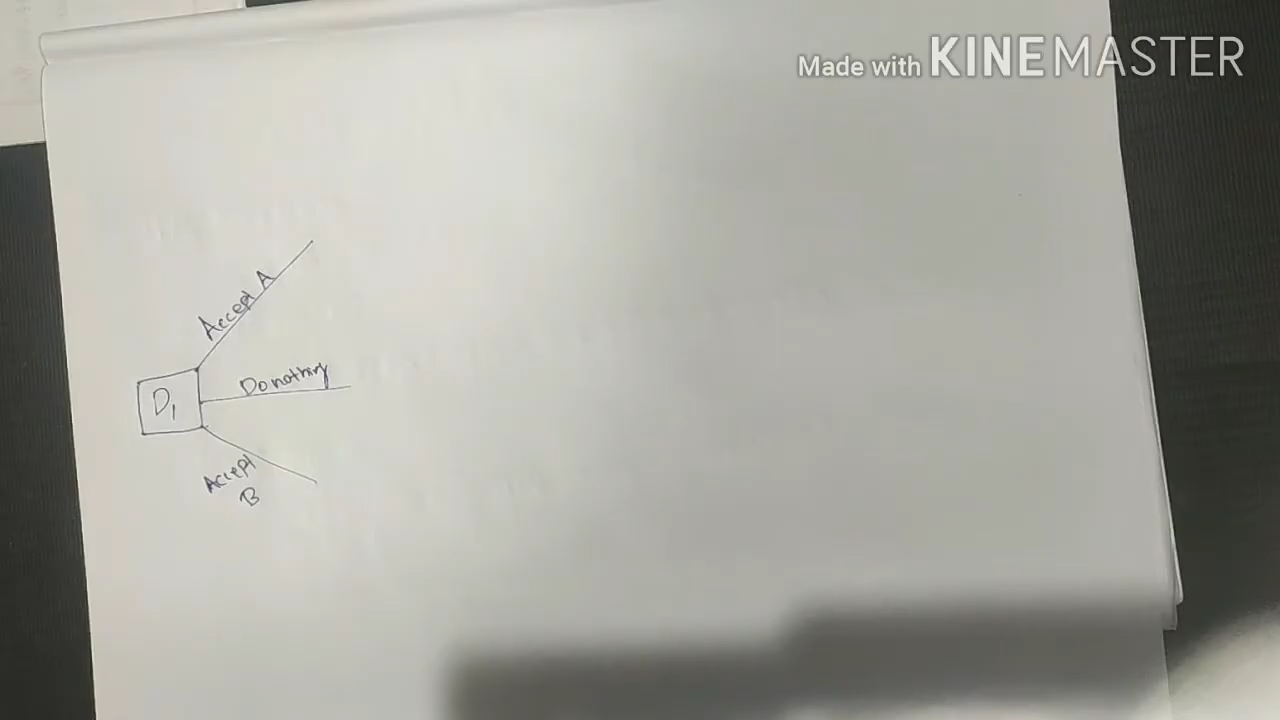 Made with KINEMASTER
Accept A
Do nothing
D1
Accept
B